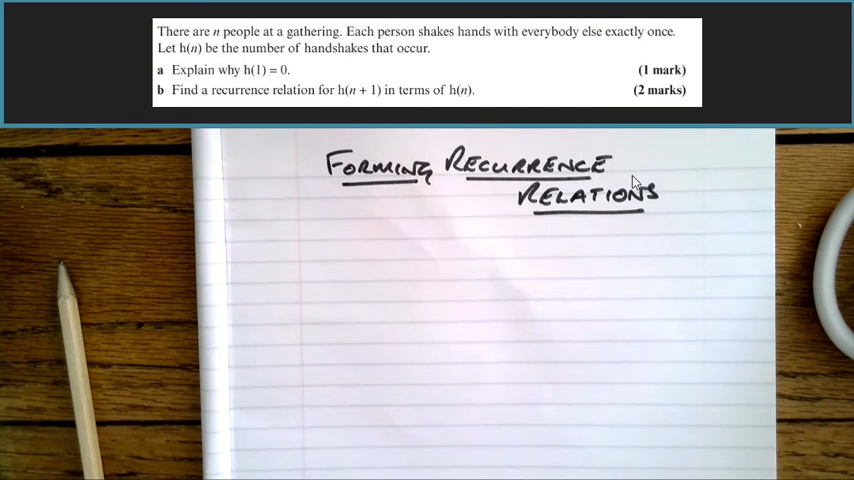 There are n people at a gathering. Each person shakes hands with everybody else exactly once.
Let h(n) be the number of handshakes that occur.
a Explain why h(1) = 0. (1 mark)
b Find a recurrence relation for h(n + 1) in terms of h(n). (2 marks)
FORMING RECURRENCE
RELATIONS